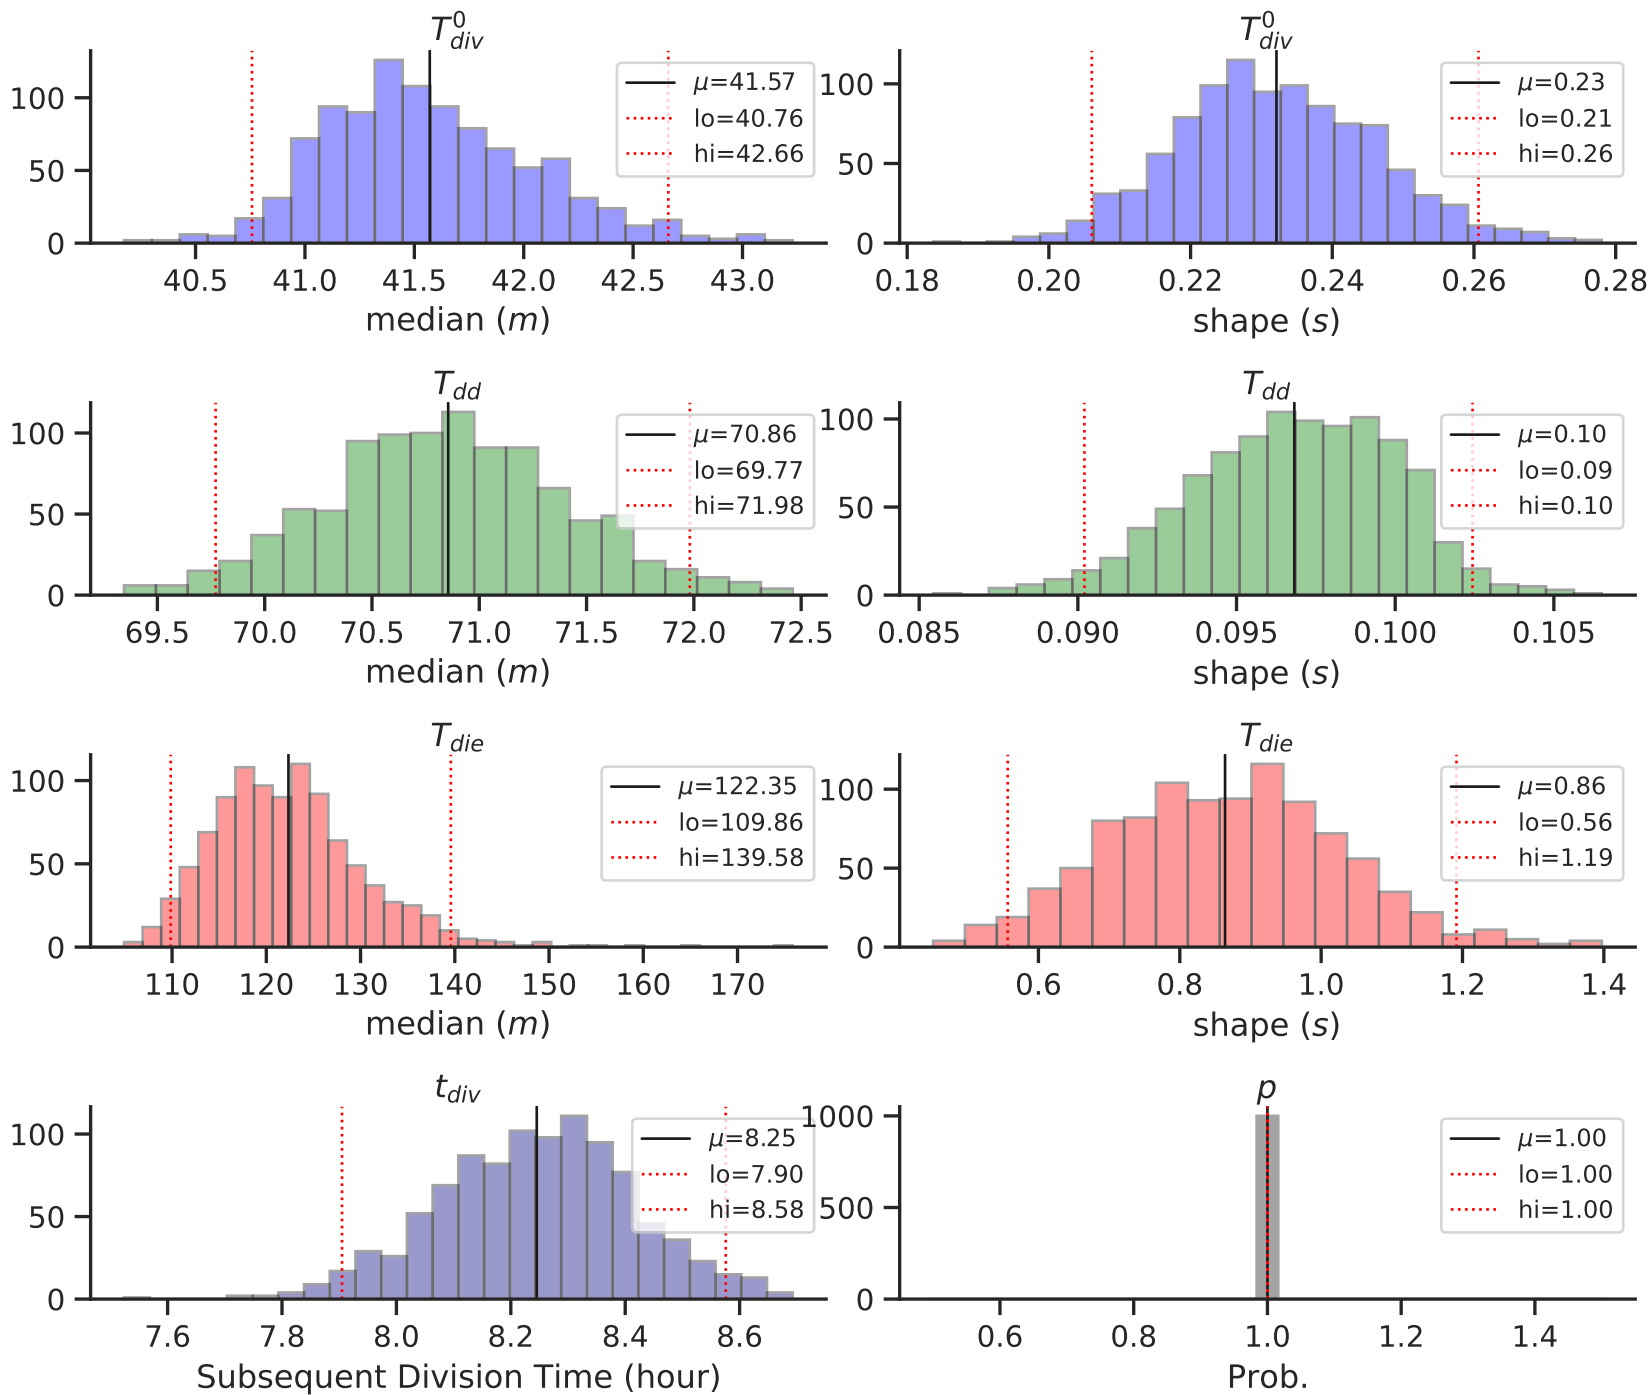 T⁰div
100
50
0
40.5 41.0 41.5 42.0 42.5 43.0
median (m)
μ=41.57
lo=40.76
hi=42.66
T⁰div
100
50
0
0.18 0.20 0.22 0.24 0.26 0.28
shape (s)
μ=0.23
lo=0.21
hi=0.26
Tdd
100
50
0
69.5 70.0 70.5 71.0 71.5 72.0 72.5
median (m)
μ=70.86
lo=69.77
hi=71.98
Tdd
100
50
0
0.085 0.090 0.095 0.100 0.105
shape (s)
μ=0.10
lo=0.09
hi=0.10
Tdie
100
50
0
110 120 130 140 150 160 170
median (m)
μ=122.35
lo=109.86
hi=139.58
Tdie
100
50
0
0.6 0.8 1.0 1.2 1.4
shape (s)
μ=0.86
lo=0.56
hi=1.19
tdiv
100
50
0
7.6 7.8 8.0 8.2 8.4 8.6
Subsequent Division Time (hour)
μ=8.25
lo=7.90
hi=8.58
p
1000
500
0
0.6 0.8 1.0 1.2 1.4
Prob.
μ=1.00
lo=1.00
hi=1.00